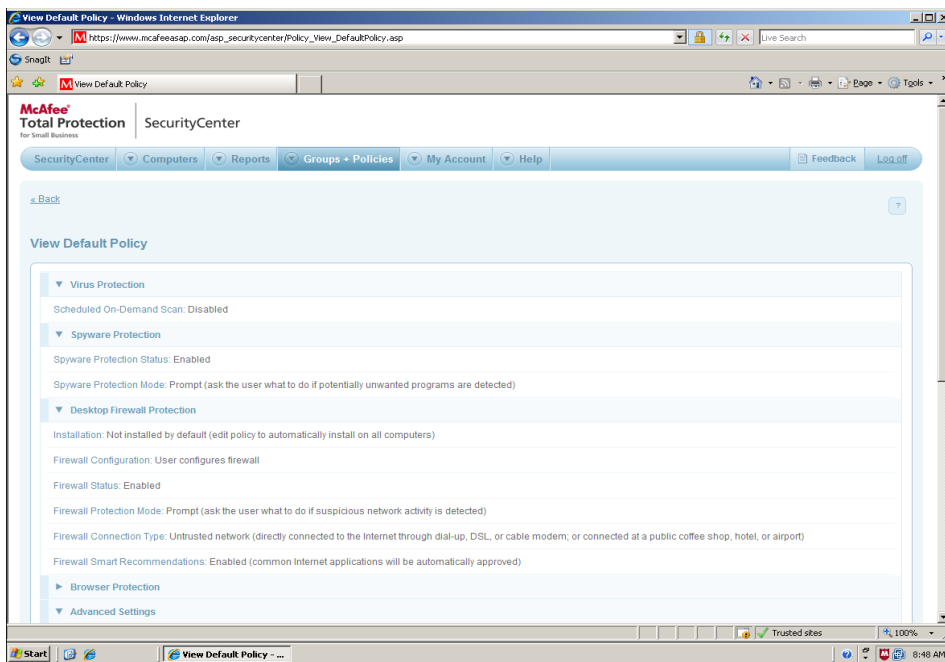 View Default Policy - Windows Internet Explorer
https://www.mcafeeasap.com/asp_securitycenter/Policy_View_DefaultPolicy.asp
Live Search
SnagIt
View Default Policy
Page
Tools
McAfee®
Total Protection
for Small Business
SecurityCenter
SecurityCenter
Computers
Reports
Groups + Policies
My Account
Help
Feedback
Log off
« Back
?
View Default Policy
Virus Protection
Scheduled On-Demand Scan: Disabled
Spyware Protection
Spyware Protection Status: Enabled
Spyware Protection Mode: Prompt (ask the user what to do if potentially unwanted programs are detected)
Desktop Firewall Protection
Installation: Not installed by default (edit policy to automatically install on all computers)
Firewall Configuration: User configures firewall
Firewall Status: Enabled
Firewall Protection Mode: Prompt (ask the user what to do if suspicious network activity is detected)
Firewall Connection Type: Untrusted network (directly connected to the Internet through dial-up, DSL, or cable modem; or connected at a public coffee shop, hotel, or airport)
Firewall Smart Recommendations: Enabled (common Internet applications will be automatically approved)
Browser Protection
Advanced Settings
Trusted sites
100%
Start
View Default Policy - ...
8:48 AM